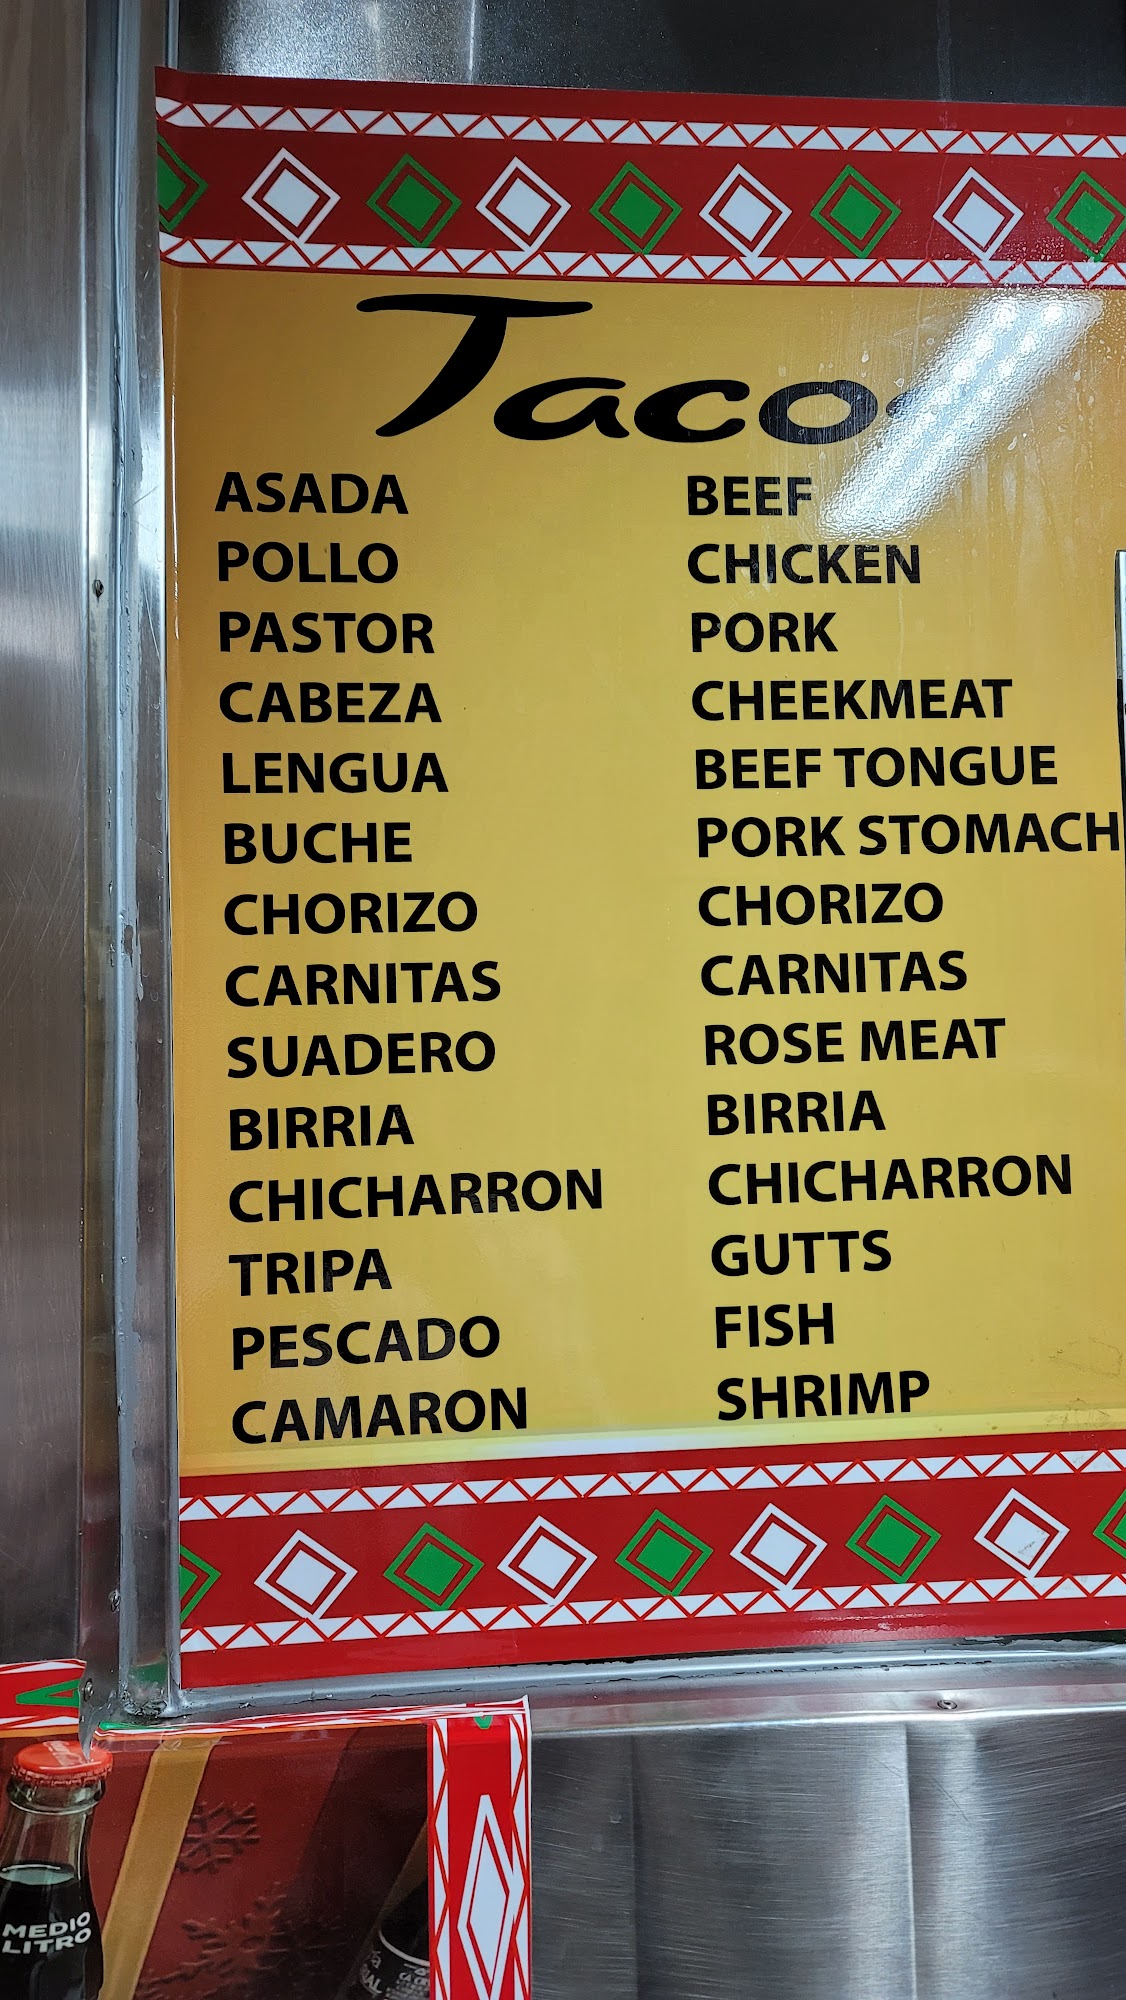 Tacos
ASADA BEEF
POLLO CHICKEN
PASTOR PORK
CABEZA CHEEKMEAT
LENGUA BEEF TONGUE
BUCHE PORK STOMACH
CHORIZO CHORIZO
CARNITAS CARNITAS
SUADERO ROSE MEAT
BIRRIA BIRRIA
CHICHARRON CHICHARRON
TRIPA GUTTS
PESCADO FISH
CAMARON SHRIMP
MEDIO
LITRO